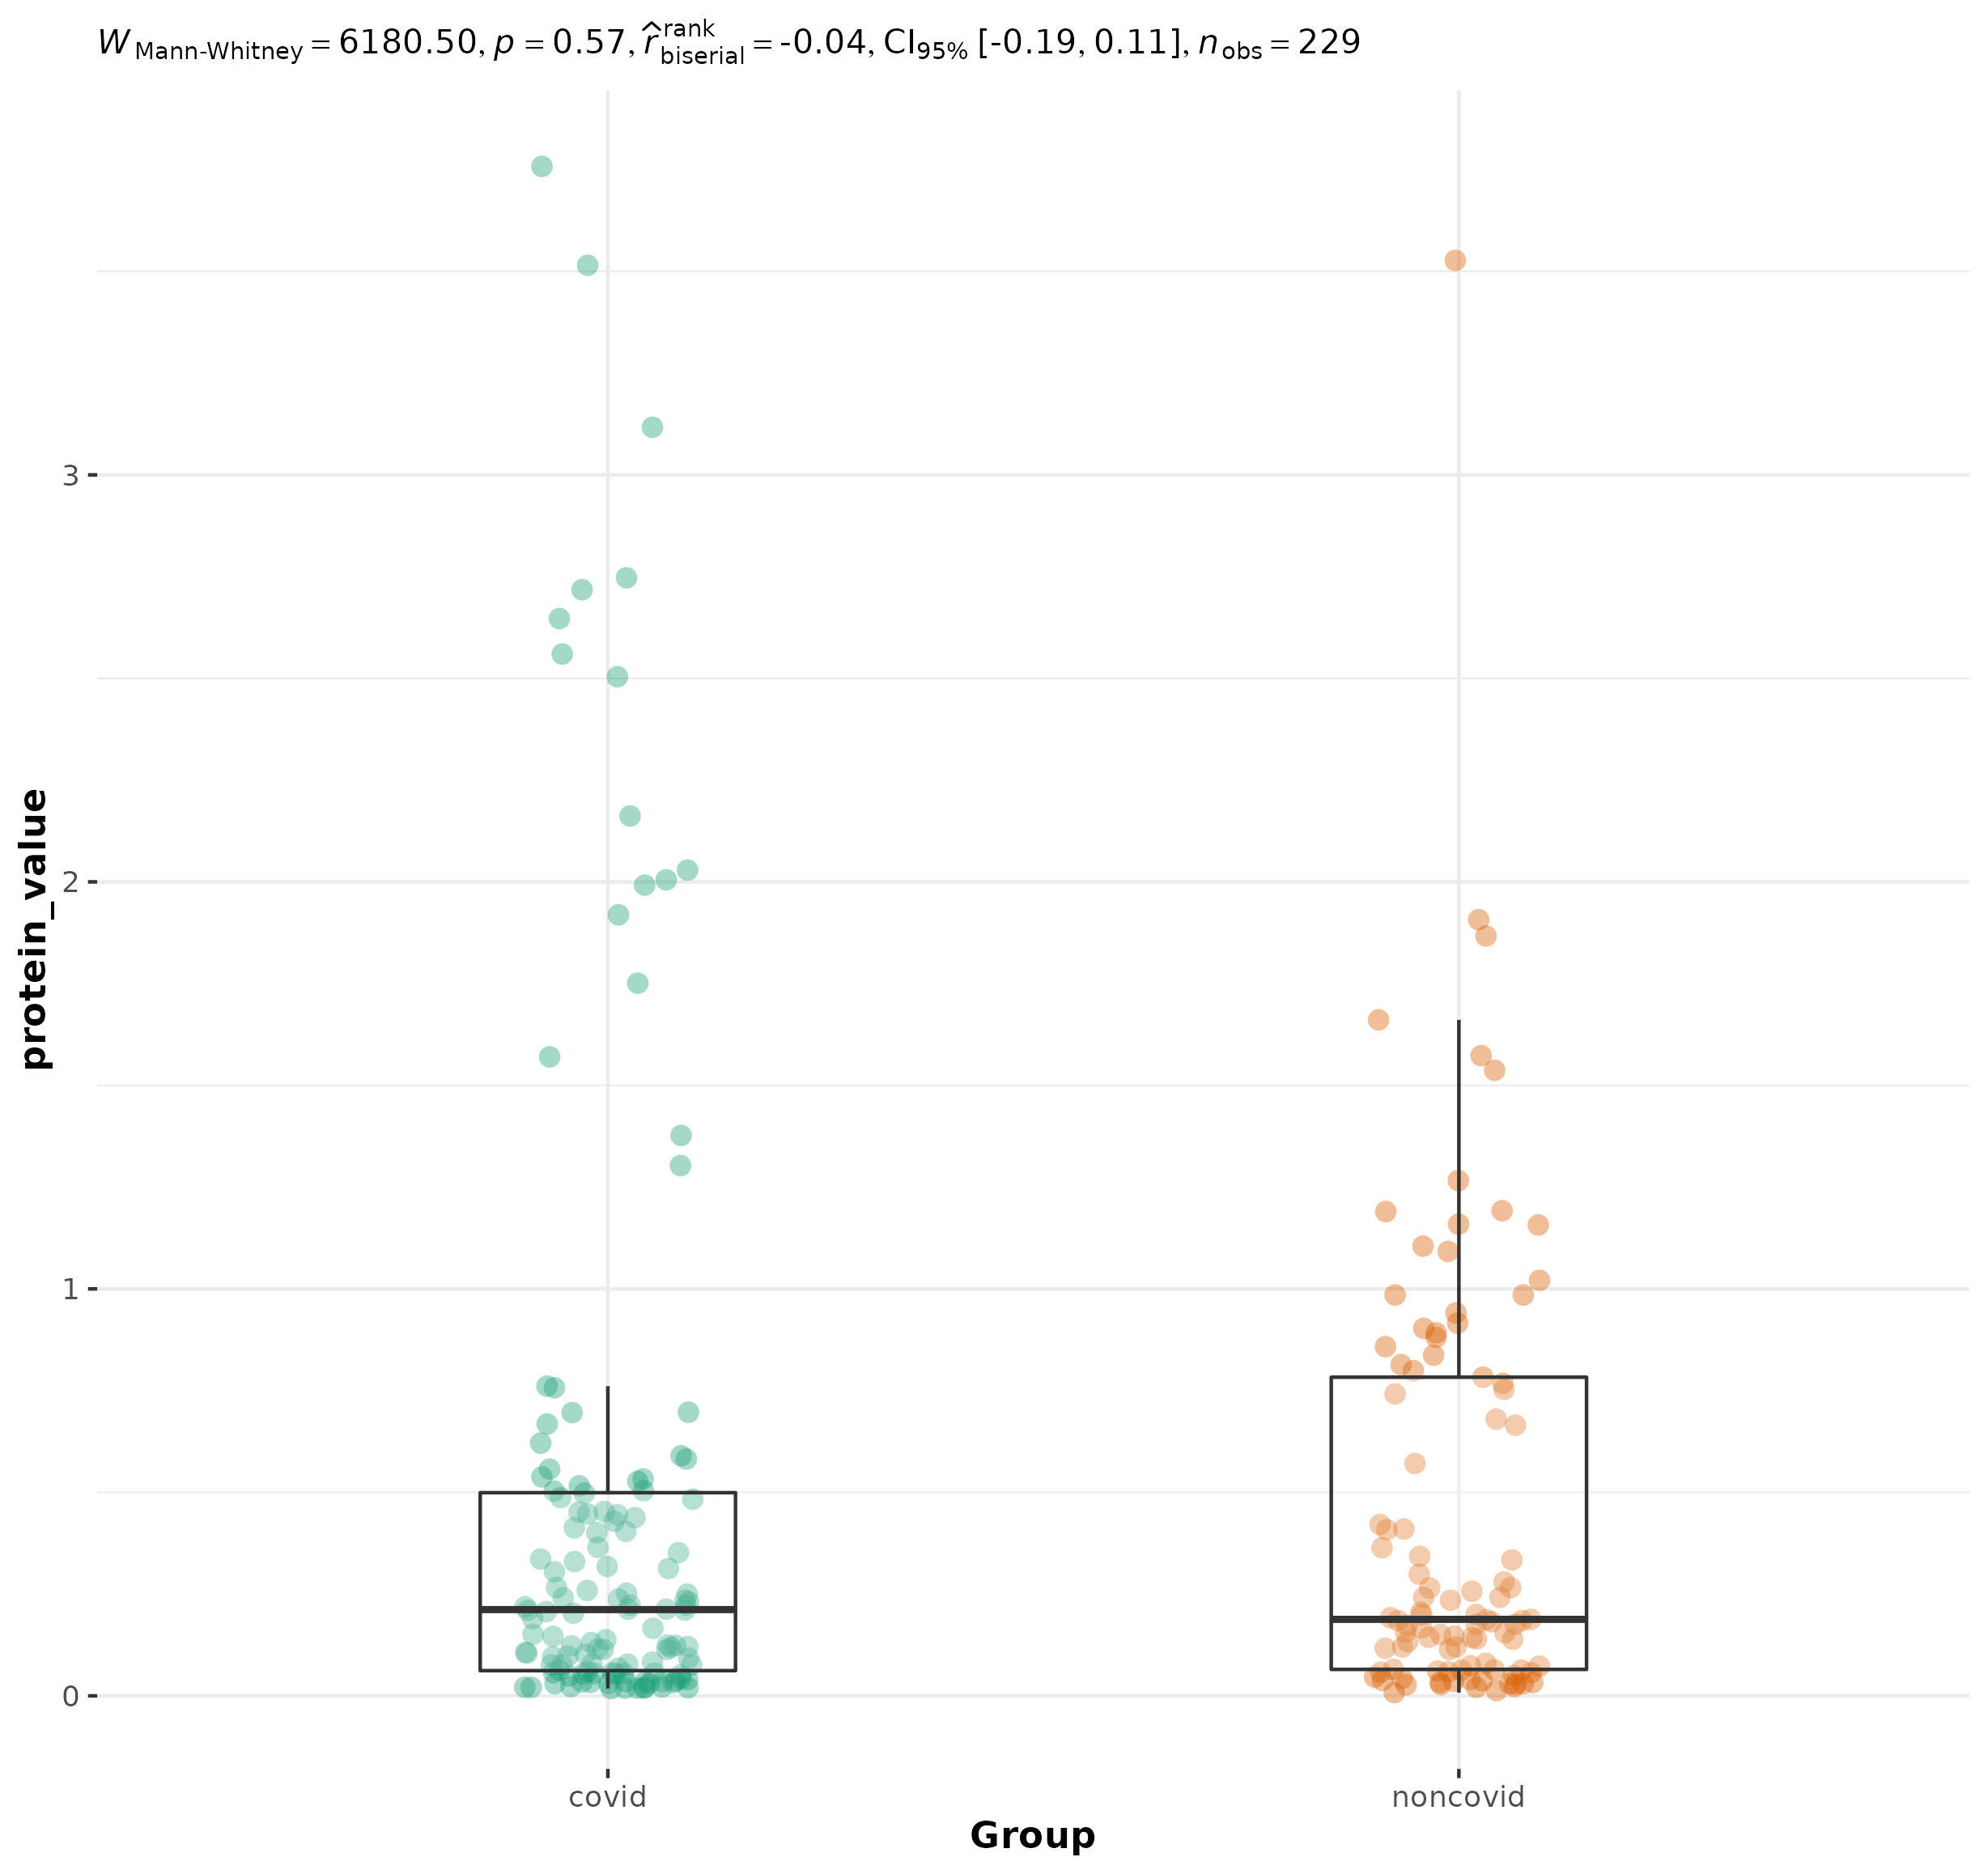 W Mann-Whitney = 6180.50, p = 0.57, r̂ rank biserial = -0.04, CI95% [-0.19, 0.11], nobs = 229
protein_value
3
2
1
0
covid noncovid
Group